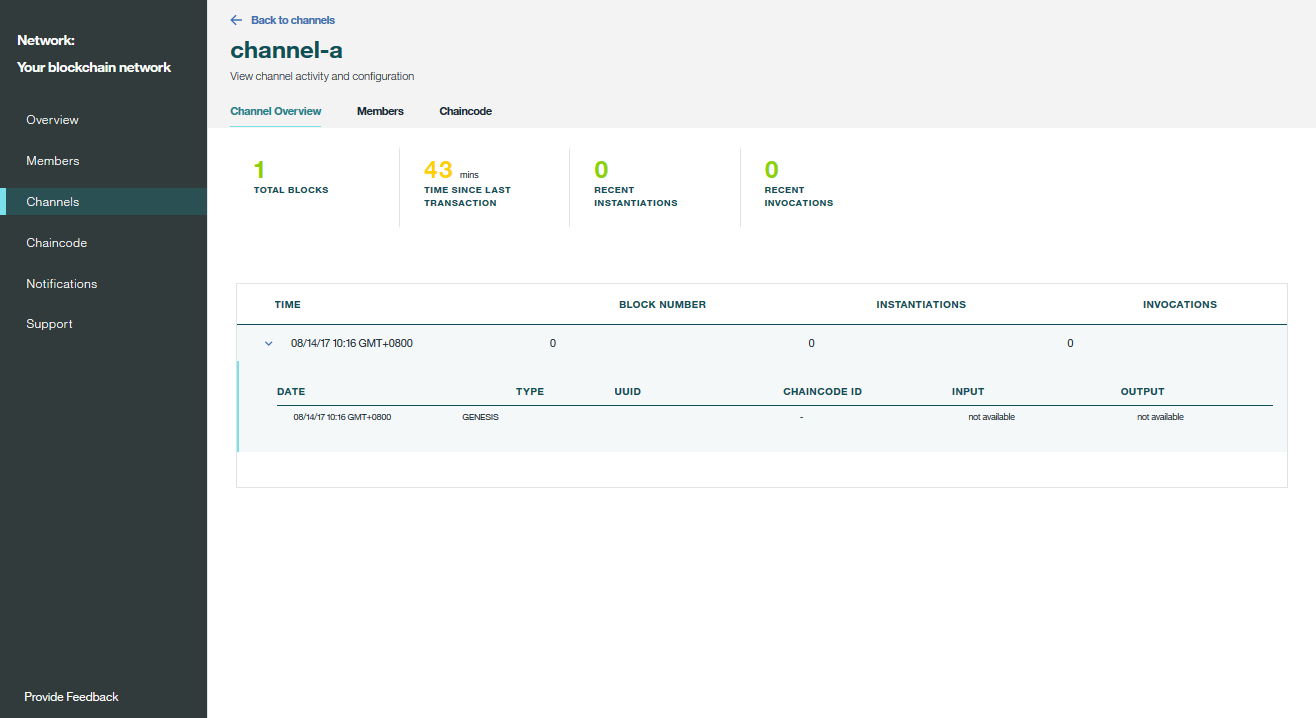 Network:
Your blockchain network
Overview
Members
Channels
Chaincode
Notifications
Support
Provide Feedback
Back to channels
channel-a
View channel activity and configuration
Channel Overview Members Chaincode
1
TOTAL BLOCKS
43 mins
TIME SINCE LAST
TRANSACTION
0
RECENT
INSTANTIATIONS
0
RECENT
INVOCATIONS
TIME BLOCK NUMBER INSTANTIATIONS INVOCATIONS
08/14/17 10:16 GMT+0800 0 0 0
DATE TYPE UUID CHAINCODE ID INPUT OUTPUT
08/14/17 10:16 GMT+0800 GENESIS - not available not available